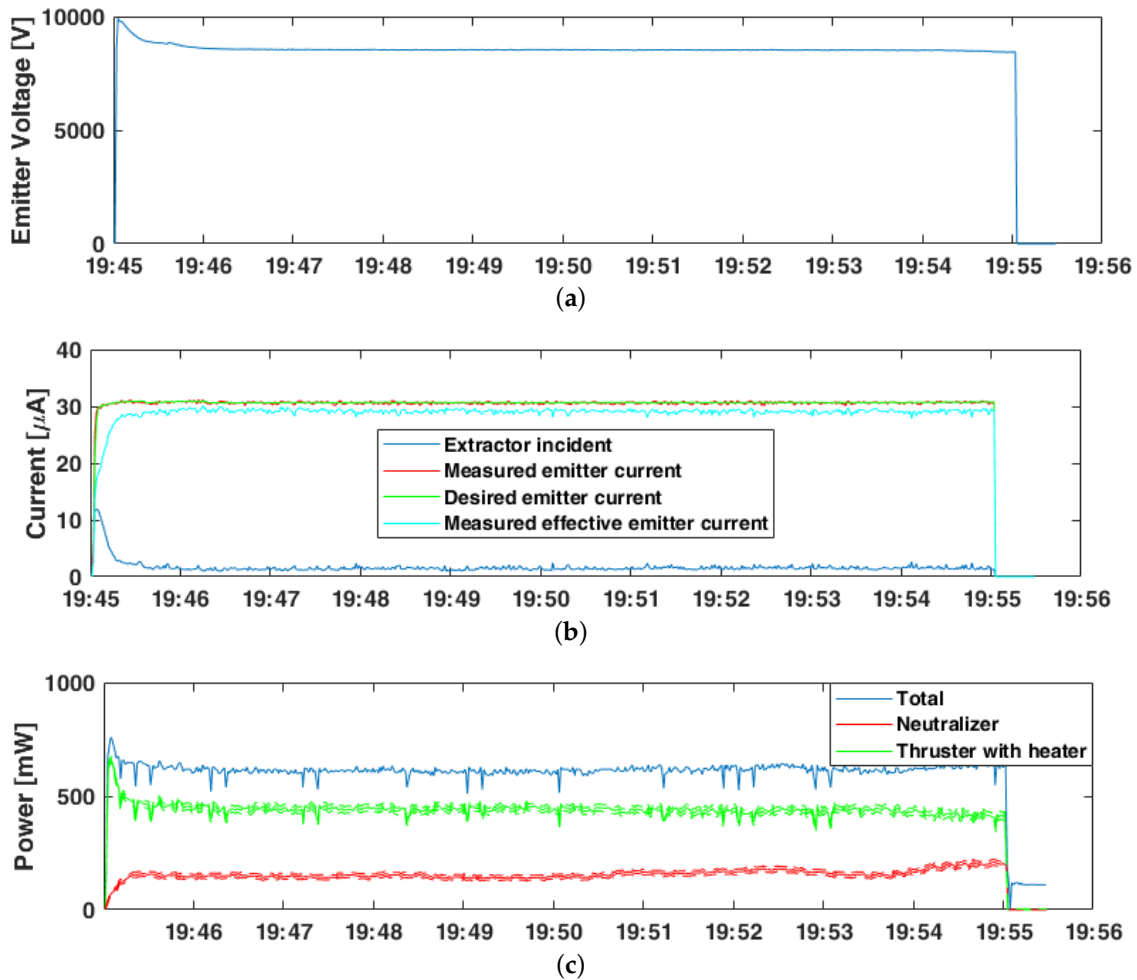 10000
5000
0
Emitter Voltage [V]
19:45 19:46 19:47 19:48 19:49 19:50 19:51 19:52 19:53 19:54 19:55 19:56
(a)
40
30
20
10
0
Current [μA]
Extractor incident
Measured emitter current
Desired emitter current
Measured effective emitter current
19:45 19:46 19:47 19:48 19:49 19:50 19:51 19:52 19:53 19:54 19:55 19:56
(b)
1000
500
0
Power [mW]
Total
Neutralizer
Thruster with heater
19:46 19:47 19:48 19:49 19:50 19:51 19:52 19:53 19:54 19:55 19:56
(c)